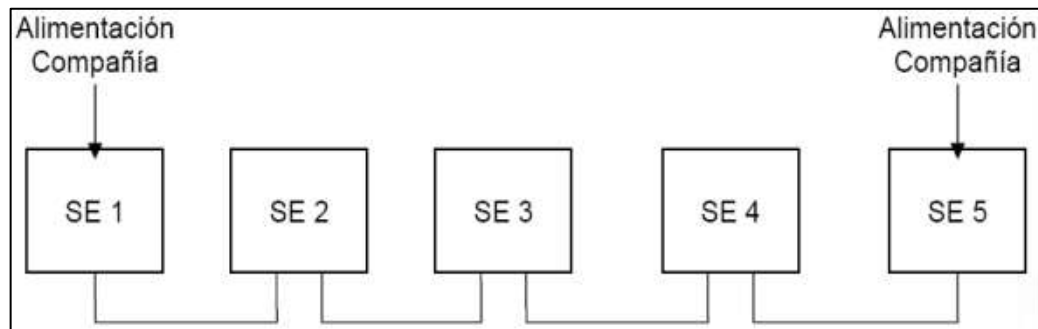 Alimentación
Compañía
Alimentación
Compañía
SE 1
SE 2
SE 3
SE 4
SE 5